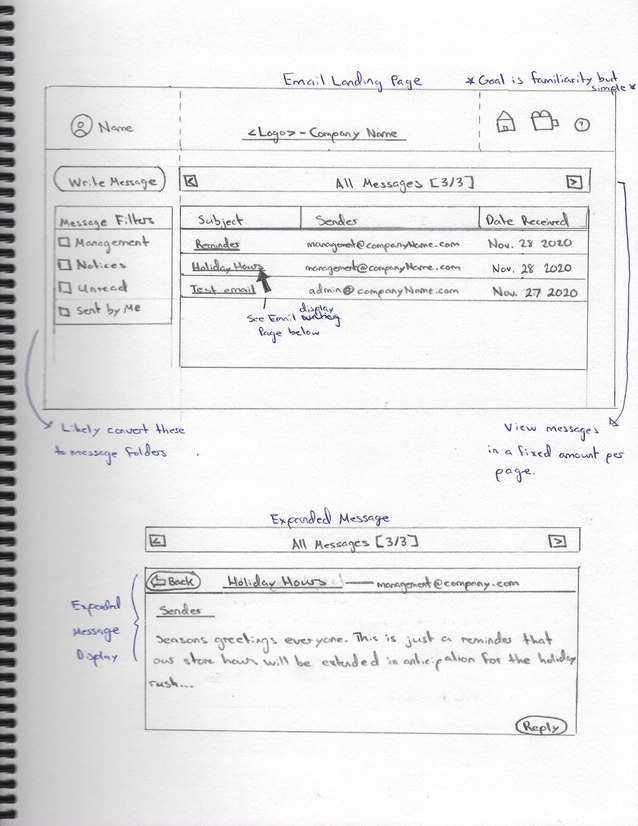 Email Landing Page
* Goal is familiarity but
simple *
Name
<Logo> - Company Name
?
Write Message
<
All Messages [3/3]
>
Message Filters
Management
Notices
Unread
Sent by Me
Subject Sender Date Received
Reminder management@companyName.com Nov. 28 2020
Holiday Hours management@companyName.com Nov. 28 2020
Test email admin@companyName.com Nov. 27 2020
display
See Email
Page below
* Likely convert these
to message folders
View messages
in a fixed amount per
page.
Expanded Message
<
All Messages [3/3]
>
Back Holiday Hours — management@company.com
Expanded
Message
Display
Sender
Seasons greetings everyone. This is just a reminder that
our store hours will be extended in anticipation for the holiday
rush...
Reply